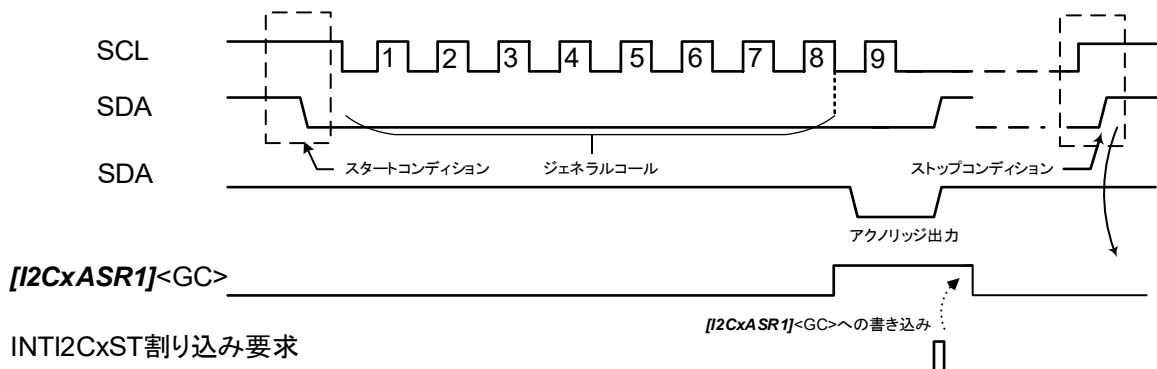 SCL
1 2 3 4 5 6 7 8 9
SDA
スタートコンディション
ジェネラルコール
ストップコンディション
SDA
アクノリッジ出力
[I2CxASR1]<GC>
[I2CxASR1]<GC>への書き込み
INTI2CxST割り込み要求